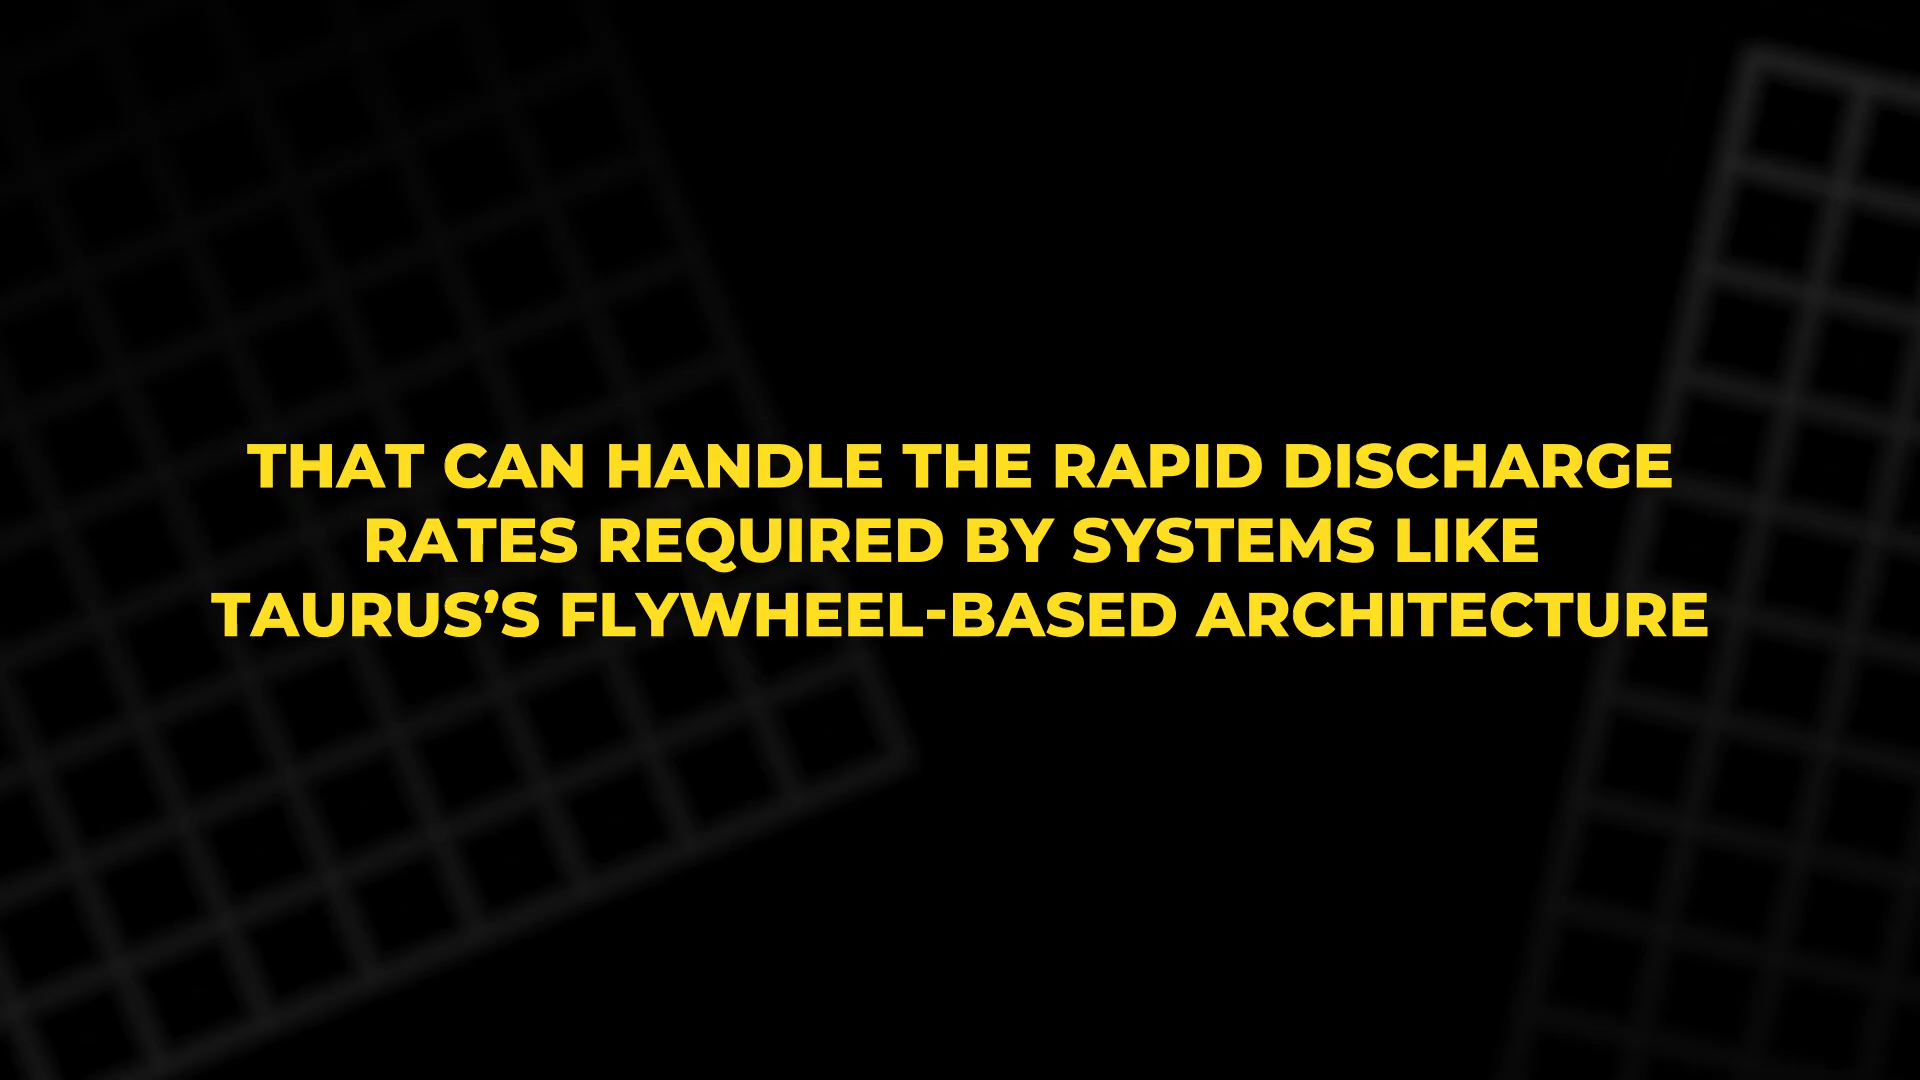 THAT CAN HANDLE THE RAPID DISCHARGE
RATES REQUIRED BY SYSTEMS LIKE
TAURUS’S FLYWHEEL-BASED ARCHITECTURE